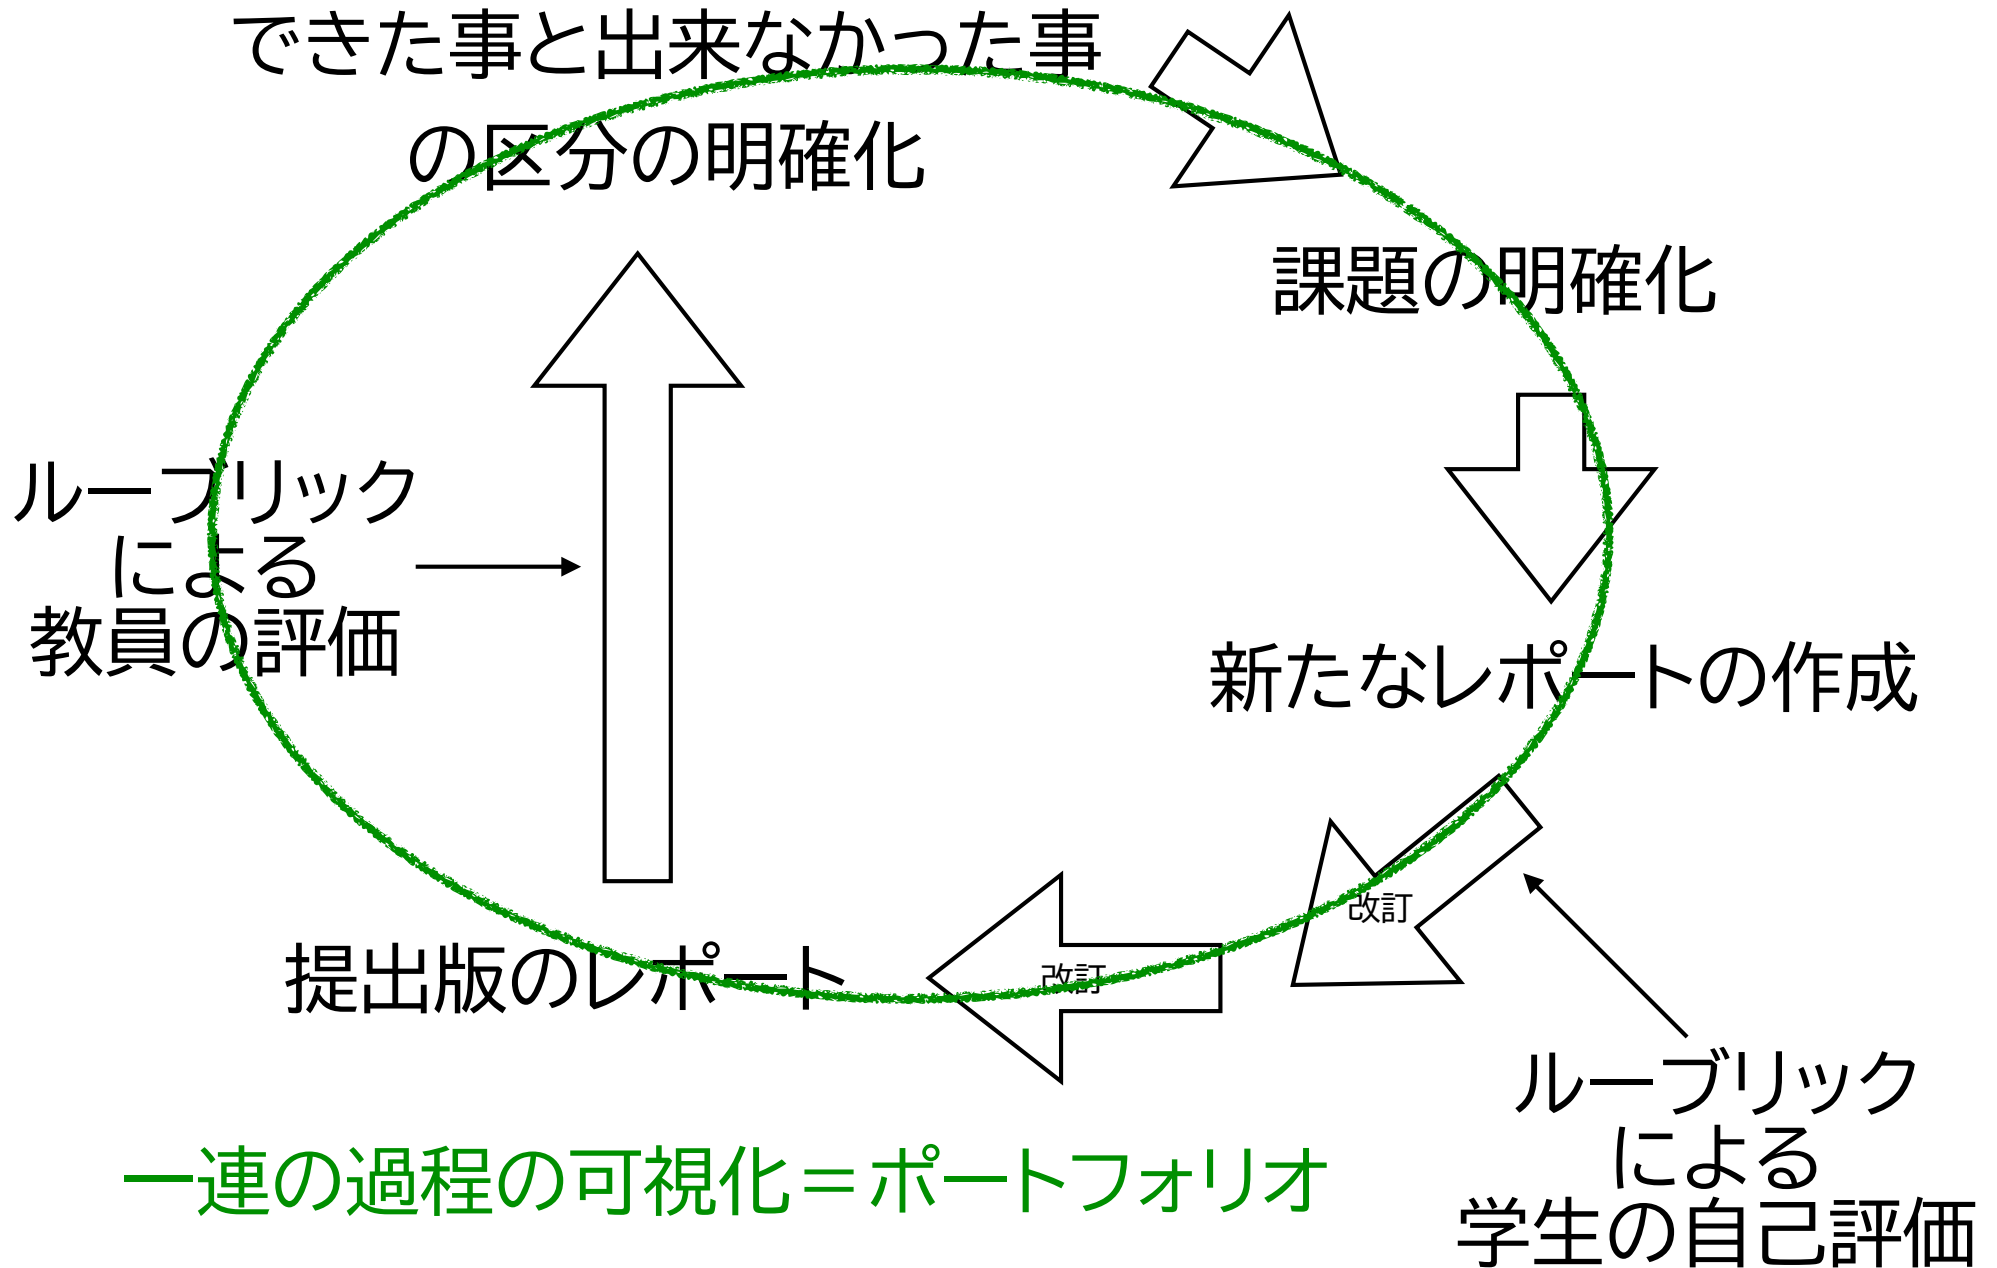 できた事と出来なかった事
の区分の明確化
課題の明確化
ルーブリック
による
教員の評価
新たなレポートの作成
改訂
改訂
提出版のレポート
ルーブリック
による
学生の自己評価
一連の過程の可視化＝ポートフォリオ